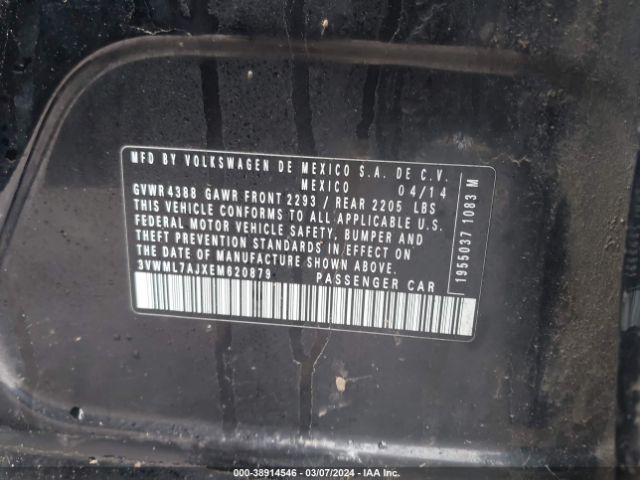 MFD BY VOLKSWAGEN DE MEXICO S.A. DE C.V.
MEXICO 04/14
GVWR 4388 GAWR FRONT 2293 / REAR 2205 LBS
THIS VEHICLE CONFORMS TO ALL APPLICABLE U.S.
FEDERAL MOTOR VEHICLE SAFETY, BUMPER AND
THEFT PREVENTION STANDARDS IN EFFECT ON
THE DATE OF MANUFACTURE SHOWN ABOVE.
3VWML7AJXEM620879 PASSENGER CAR
1955037 1083 M
000-38914546 — 03/07/2024 — IAA Inc.